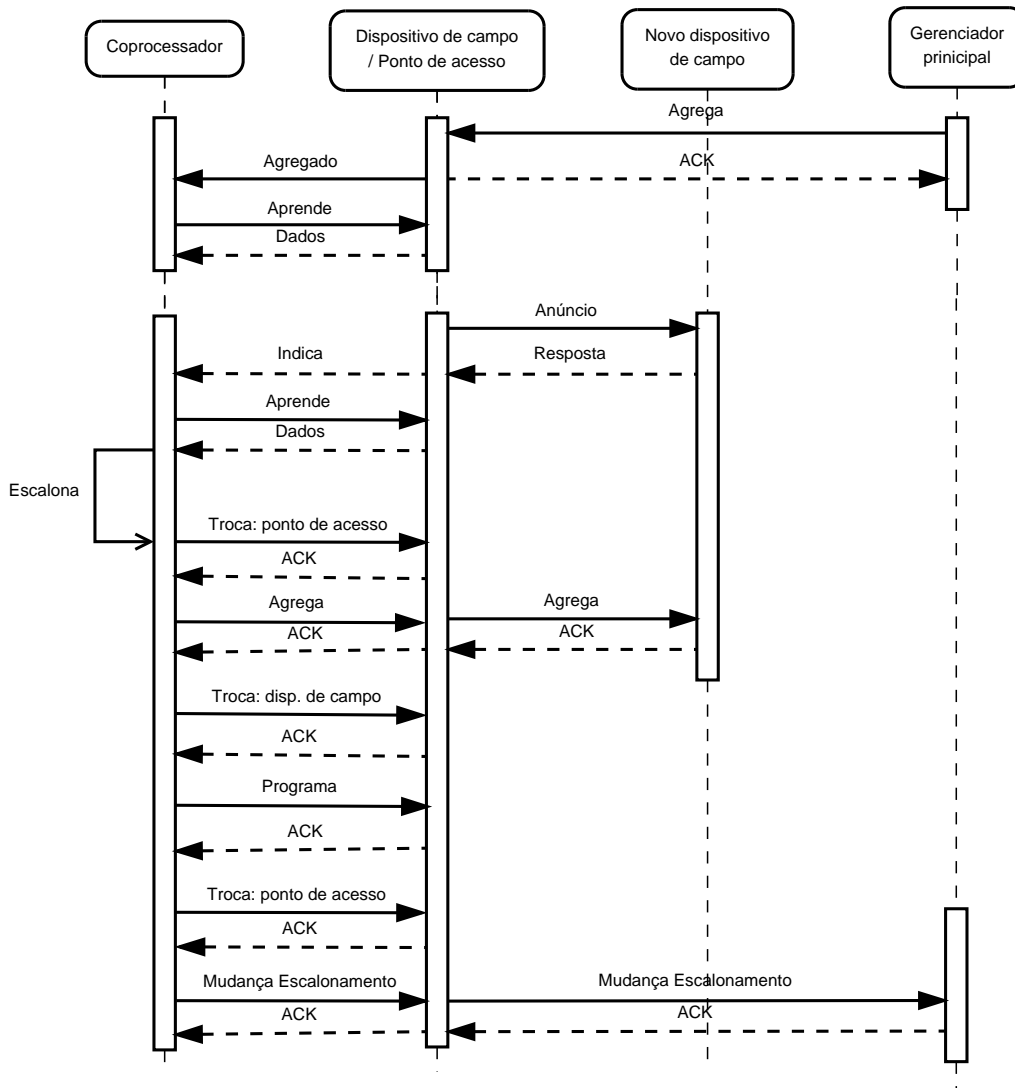 Coprocessador
Dispositivo de campo
/ Ponto de acesso
Novo dispositivo
de campo
Gerenciador
prinicipal
Agrega
Agregado
ACK
Aprende
Dados
Anúncio
Indica
Resposta
Aprende
Dados
Escalona
Troca: ponto de acesso
ACK
Agrega
Agrega
ACK
ACK
Troca: disp. de campo
ACK
Programa
ACK
Troca: ponto de acesso
ACK
Mudança Escalonamento
Mudança Escalonamento
ACK
ACK